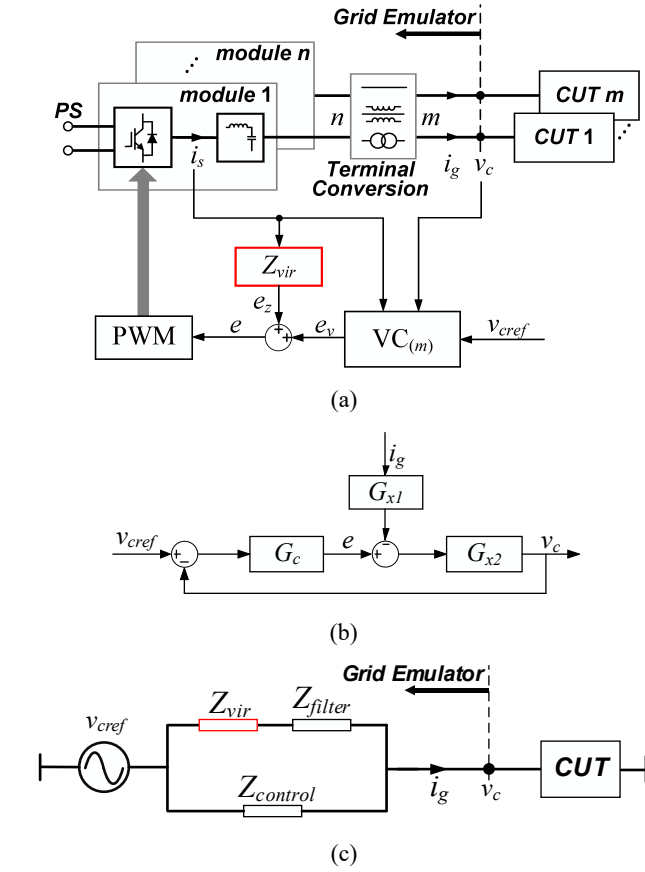 Grid Emulator
module n
module 1
PS
CUT m
CUT 1
n
m
i_s
Terminal
Conversion
i_g
v_c
Z_vir
e_z
PWM
e
e_v
VC_(m)
v_cref
(a)
i_g
G_x1
v_cref
G_c
e
G_x2
v_c
(b)
Grid Emulator
v_cref
Z_vir
Z_filter
Z_control
i_g
v_c
CUT
(c)